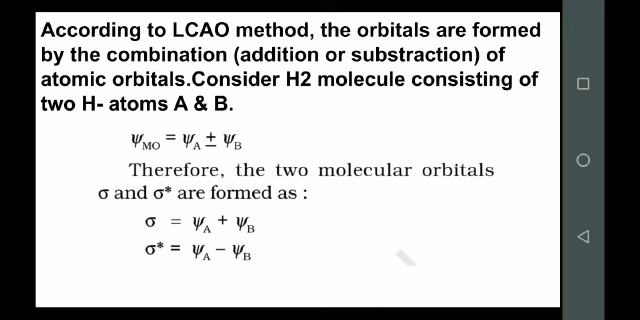 According to LCAO method, the orbitals are formed
by the combination (addition or substraction) of
atomic orbitals.Consider H2 molecule consisting of
two H- atoms A & B.
ψMO = ψA ± ψB
Therefore, the two molecular orbitals
σ and σ* are formed as :
σ = ψA + ψB
σ* = ψA − ψB